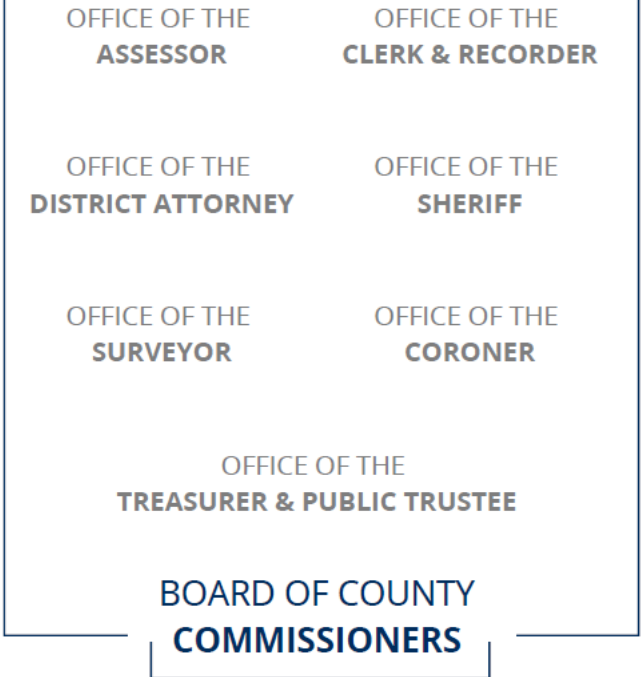 OFFICE OF THE
ASSESSOR
OFFICE OF THE
CLERK & RECORDER
OFFICE OF THE
DISTRICT ATTORNEY
OFFICE OF THE
SHERIFF
OFFICE OF THE
SURVEYOR
OFFICE OF THE
CORONER
OFFICE OF THE
TREASURER & PUBLIC TRUSTEE
BOARD OF COUNTY
COMMISSIONERS